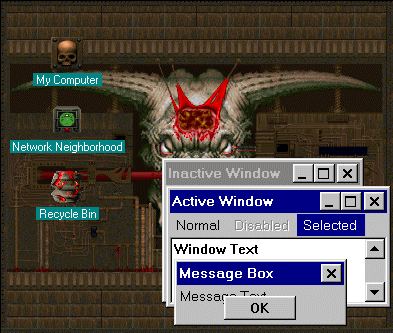 My Computer
Network Neighborhood
Recycle Bin
Inactive Window
Active Window
Normal Disabled Selected
Window Text
Message Box
Message Text
OK